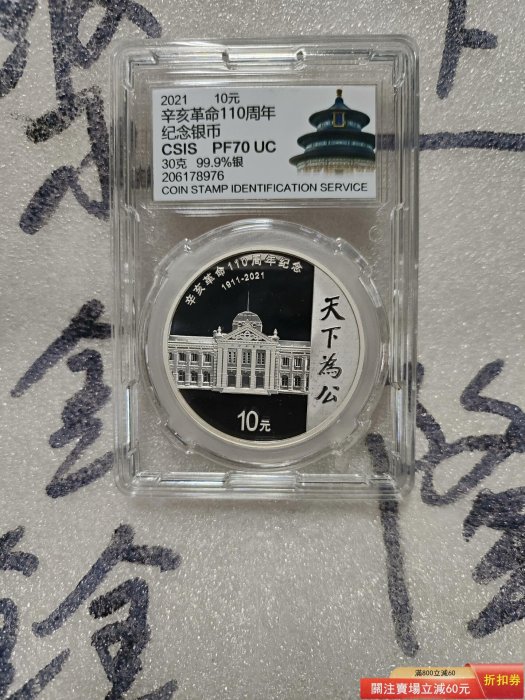 2021 10元
辛亥革命110周年
纪念银币
CSIS PF70 UC
30克 99.9%银
206178976
COIN STAMP IDENTIFICATION SERVICE
辛亥革命110周年纪念
1911-2021
天下為公
10元
滿800立減60
關注賣場立減60元
折扣券